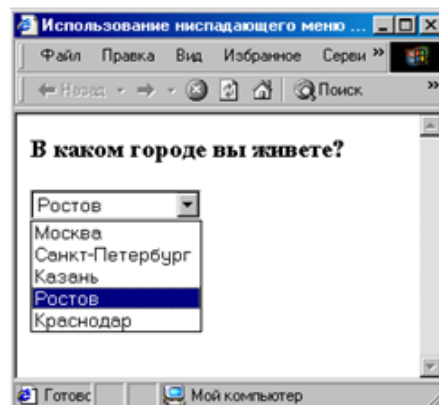 Использование ниспадающего меню ...
Файл Правка Вид Избранное Серви »
Назад Поиск »
В каком городе вы живете?
Ростов
Москва
Санкт-Петербург
Казань
Ростов
Краснодар
Готовс Мой компьютер